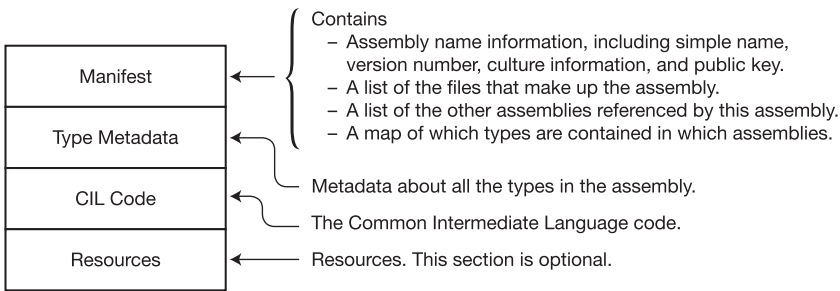 Contains
– Assembly name information, including simple name,
version number, culture information, and public key.
– A list of the files that make up the assembly.
– A list of the other assemblies referenced by this assembly.
– A map of which types are contained in which assemblies.
Manifest
Type Metadata
Metadata about all the types in the assembly.
CIL Code
The Common Intermediate Language code.
Resources
Resources. This section is optional.